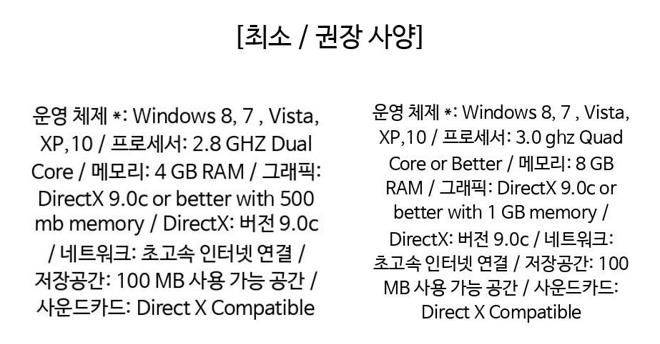 [최소 / 권장 사양]
운영 체제 *: Windows 8, 7 , Vista,
XP,10 / 프로세서: 2.8 GHZ Dual
Core / 메모리: 4 GB RAM / 그래픽:
DirectX 9.0c or better with 500
mb memory / DirectX: 버전 9.0c
/ 네트워크: 초고속 인터넷 연결 /
저장공간: 100 MB 사용 가능 공간 /
사운드카드: Direct X Compatible
운영 체제 *: Windows 8, 7 , Vista,
XP,10 / 프로세서: 3.0 ghz Quad
Core or Better / 메모리: 8 GB
RAM / 그래픽: DirectX 9.0c or
better with 1 GB memory /
DirectX: 버전 9.0c / 네트워크:
초고속 인터넷 연결 / 저장공간: 100
MB 사용 가능 공간 / 사운드카드:
Direct X Compatible